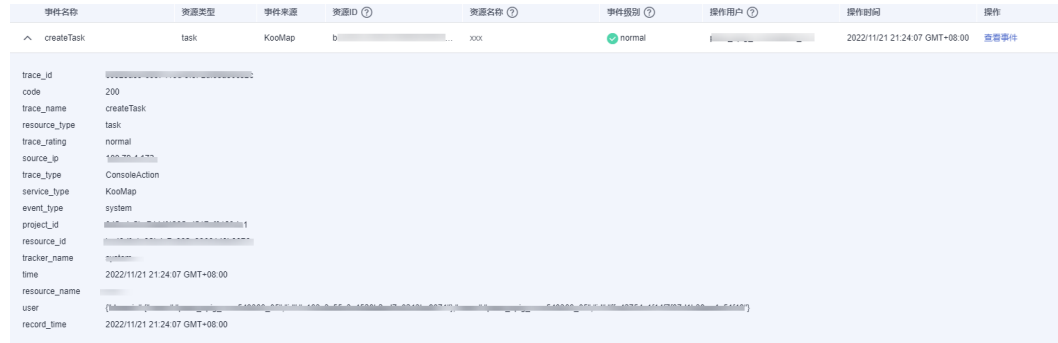 事件名称 资源类型 事件来源 资源ID ? 资源名称 ? 事件级别 ? 操作用户 ? 操作时间 操作
createTask task KooMap b ... xxx normal 2022/11/21 21:24:07 GMT+08:00 查看事件
trace_id
code 200
trace_name createTask
resource_type task
trace_rating normal
source_ip
trace_type ConsoleAction
service_type KooMap
event_type system
project_id 1
resource_id
tracker_name system
time 2022/11/21 21:24:07 GMT+08:00
resource_name
user
record_time 2022/11/21 21:24:07 GMT+08:00